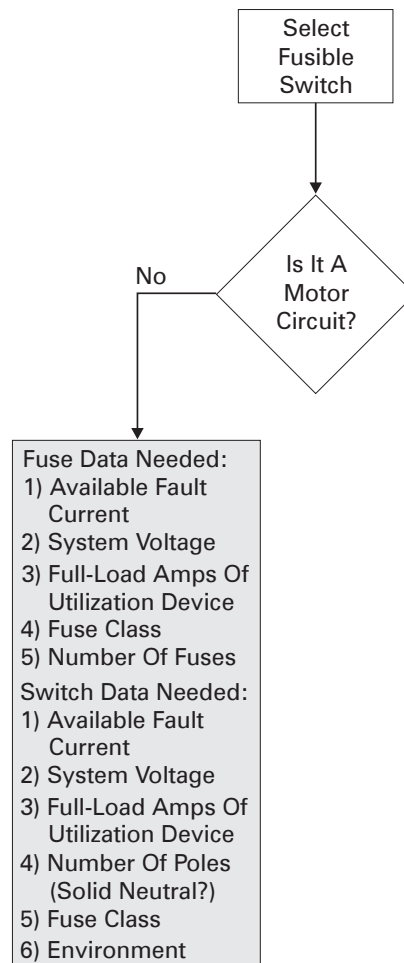 Select
Fusible
Switch
Is It A
Motor
Circuit?
No
Fuse Data Needed:
1) Available Fault
Current
2) System Voltage
3) Full-Load Amps Of
Utilization Device
4) Fuse Class
5) Number Of Fuses
Switch Data Needed:
1) Available Fault
Current
2) System Voltage
3) Full-Load Amps Of
Utilization Device
4) Number Of Poles
(Solid Neutral?)
5) Fuse Class
6) Environment